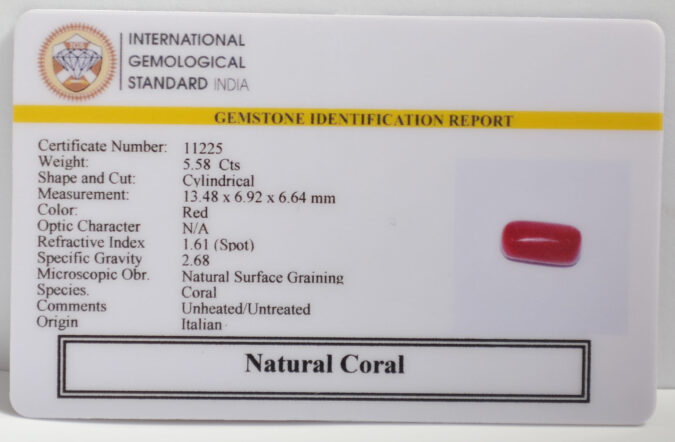 INTERNATIONAL
GEMOLOGICAL
STANDARD INDIA
GEMSTONE IDENTIFICATION REPORT
Certificate Number: 11225
Weight: 5.58 Cts
Shape and Cut: Cylindrical
Measurement: 13.48 x 6.92 x 6.64 mm
Color: Red
Optic Character N/A
Refractive Index 1.61 (Spot)
Specific Gravity 2.68
Microscopic Obr. Natural Surface Graining
Species. Coral
Comments Unheated/Untreated
Origin Italian
Natural Coral